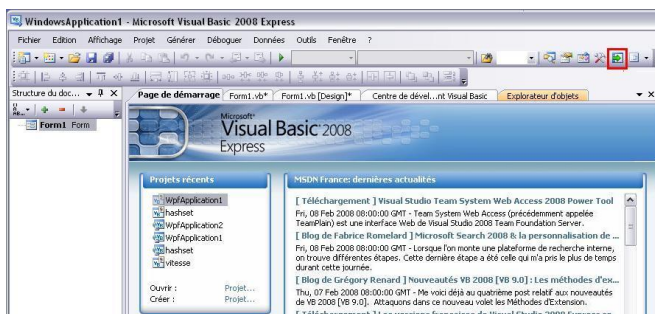 WindowsApplication1 - Microsoft Visual Basic 2008 Express
Fichier Edition Affichage Projet Générer Déboguer Données Outils Fenêtre ?
Structure du doc...
Page de démarrage Form1.vb* Form1.vb [Design]* Centre de dével...nt Visual Basic Explorateur d'objets
Form1 Form
Microsoft®
Visual Basic 2008
Express
Projets récents
MSDN France: dernières actualités
WpfApplication1
hashset
WpfApplication2
WpfApplication1
hashset
vitesse
Ouvrir : Projet...
Créer : Projet...
[ Téléchargement ] Visual Studio Team System Web Access 2008 Power Tool
Fri, 08 Feb 2008 08:00:00 GMT - Team System Web Access (précédemment appelée
TeamPlain) est une interface Web de Visual Studio 2008 Team Foundation Server.
[ Blog de Fabrice Romelard ] Microsoft Search 2008 & la personnalisation de ...
Fri, 08 Feb 2008 08:00:00 GMT - Lorsque l'on monte une plateforme de recherche interne,
on trouve différentes étapes. Cette dernière étape a été celle qui m'a pris le plus de temps
durant cette journée.
[ Blog de Grégory Renard ] Nouveautés VB 2008 [VB 9.0] : Les méthodes d'ex...
Thu, 07 Feb 2008 08:00:00 GMT - Me voici déjà au quatrième post relatif aux nouveautés
de VB 2008 [VB 9.0]. Attaquons dans ce nouveau volet les Méthodes d'Extension.